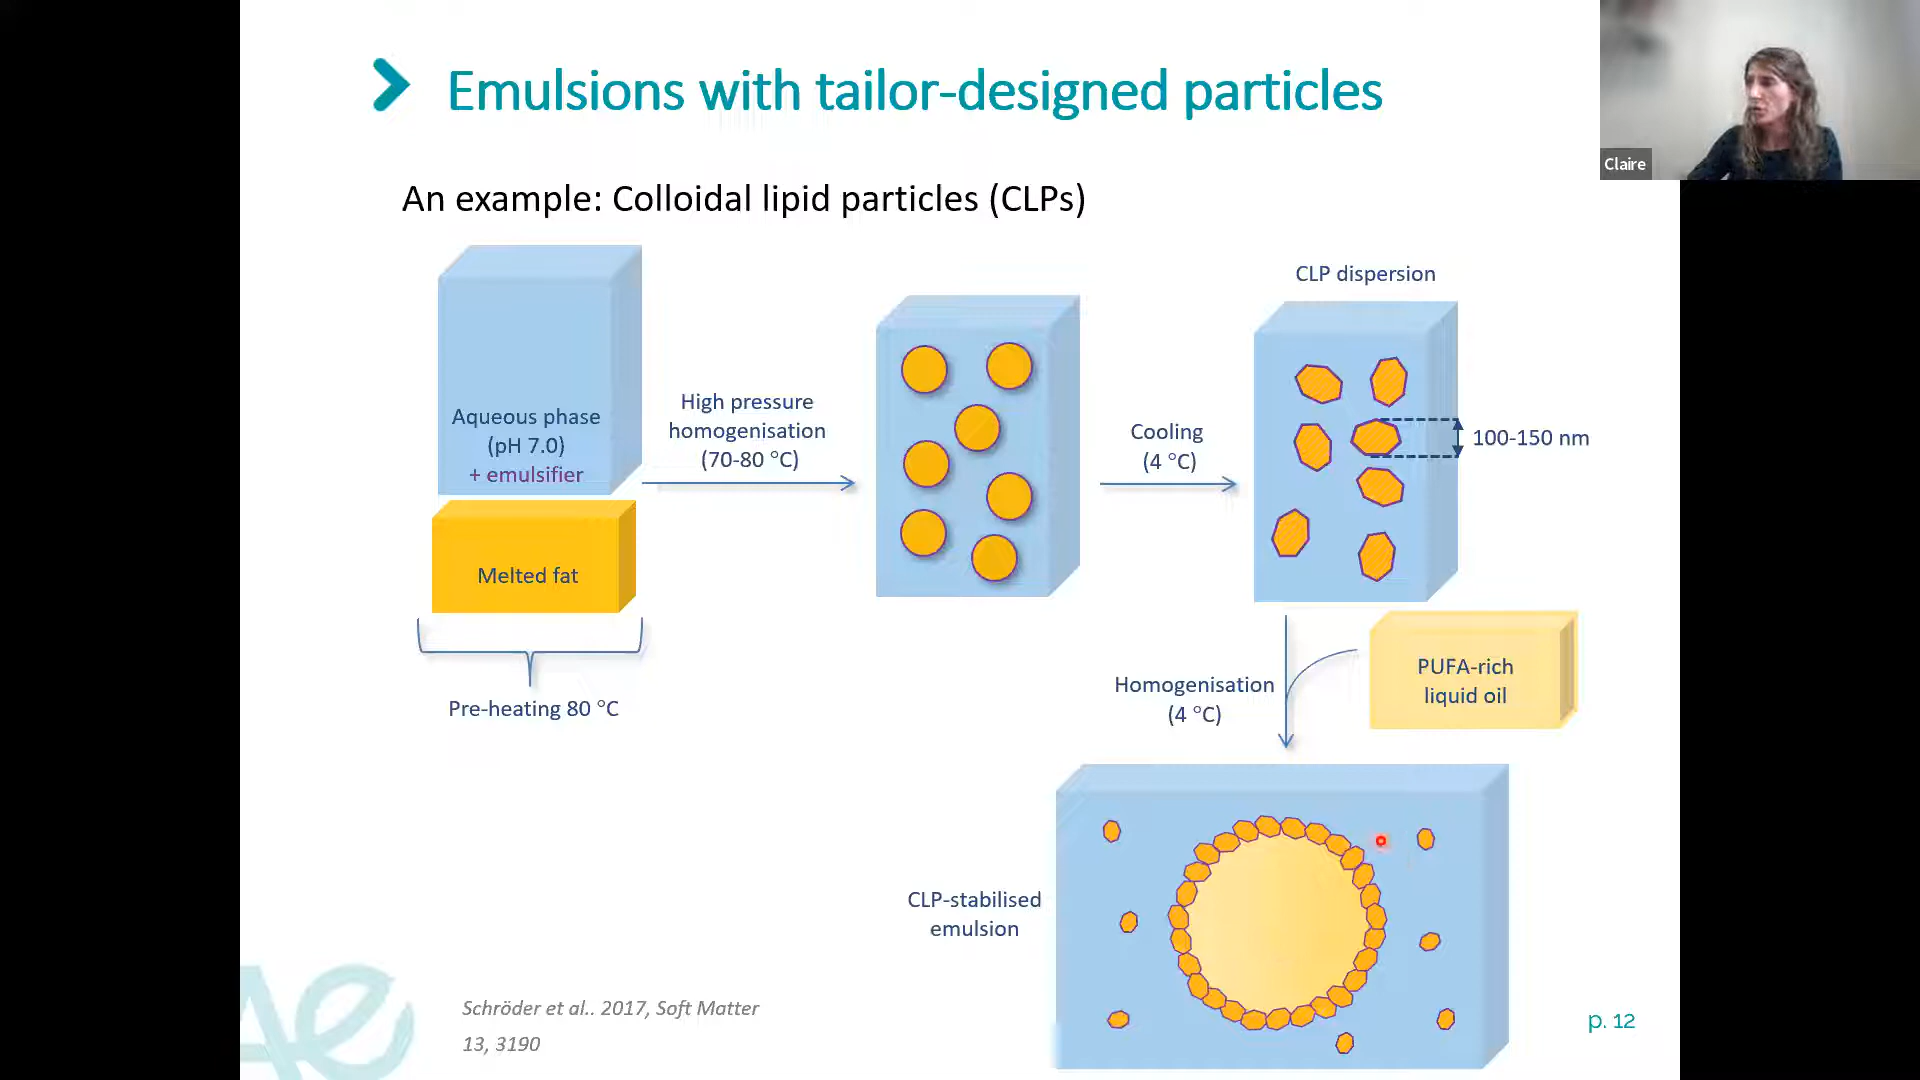 Emulsions with tailor-designed particles
Claire
An example: Colloidal lipid particles (CLPs)
Aqueous phase
(pH 7.0)
+ emulsifier
Melted fat
Pre-heating 80 °C
High pressure
homogenisation
(70-80 °C)
Cooling
(4 °C)
CLP dispersion
100-150 nm
Homogenisation
(4 °C)
PUFA-rich
liquid oil
CLP-stabilised
emulsion
Schröder et al.. 2017, Soft Matter
13, 3190
p. 12